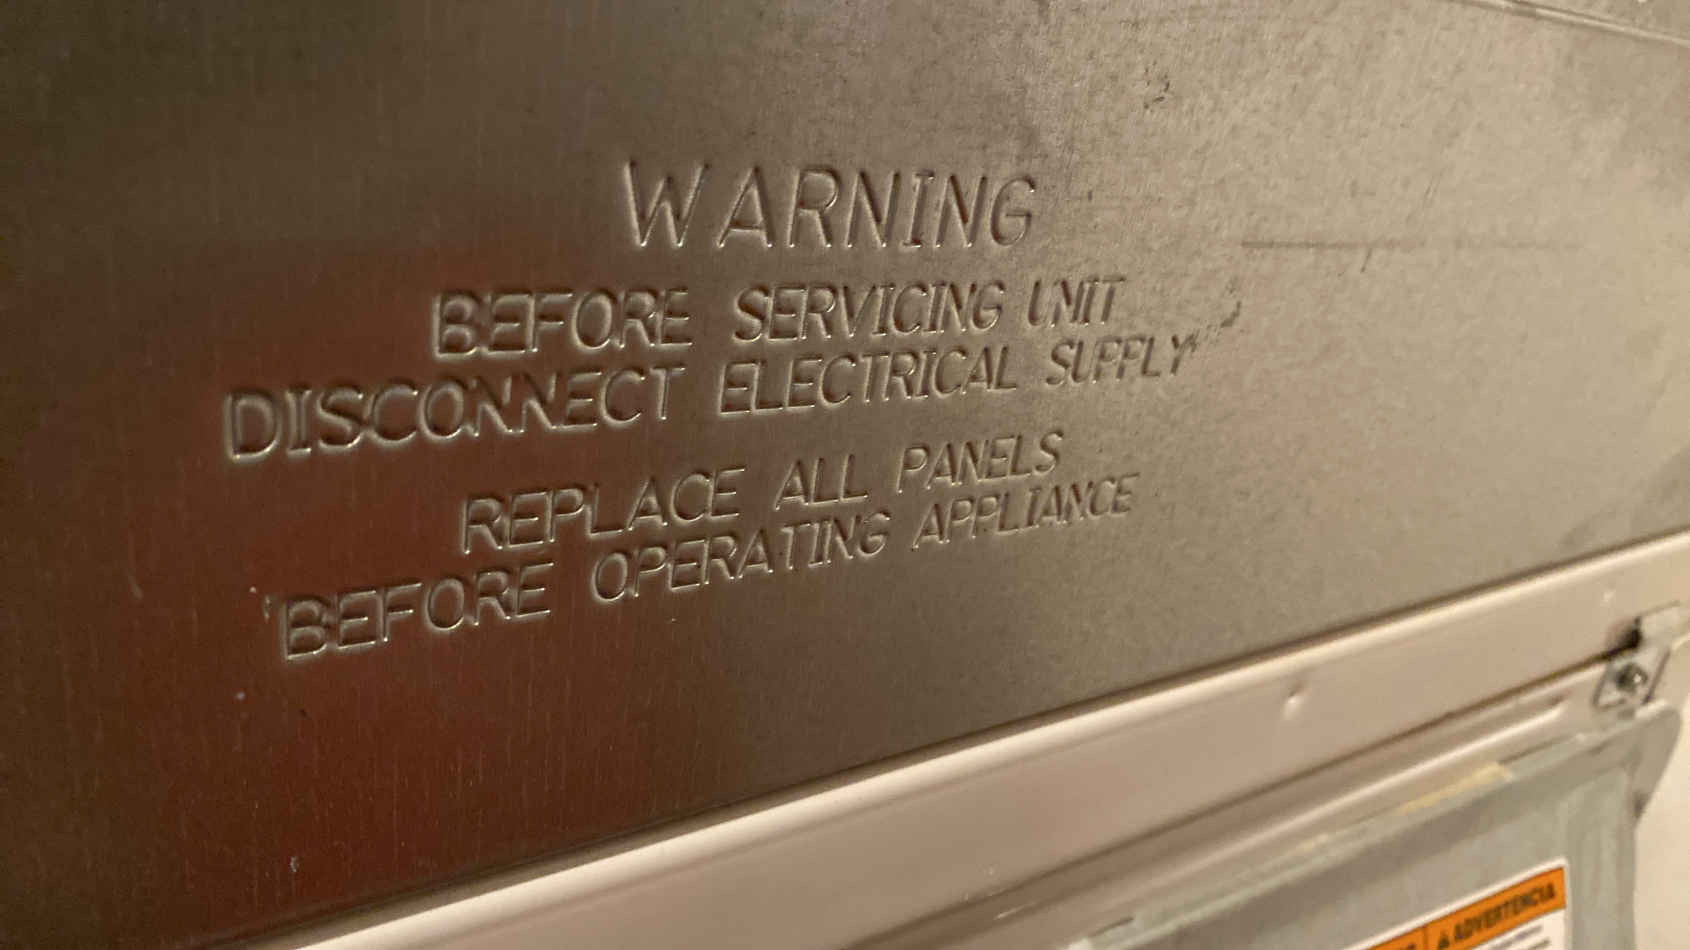 WARNING
BEFORE SERVICING UNIT
DISCONNECT ELECTRICAL SUPPLY
REPLACE ALL PANELS
BEFORE OPERATING APPLIANCE
ADVERTENCIA